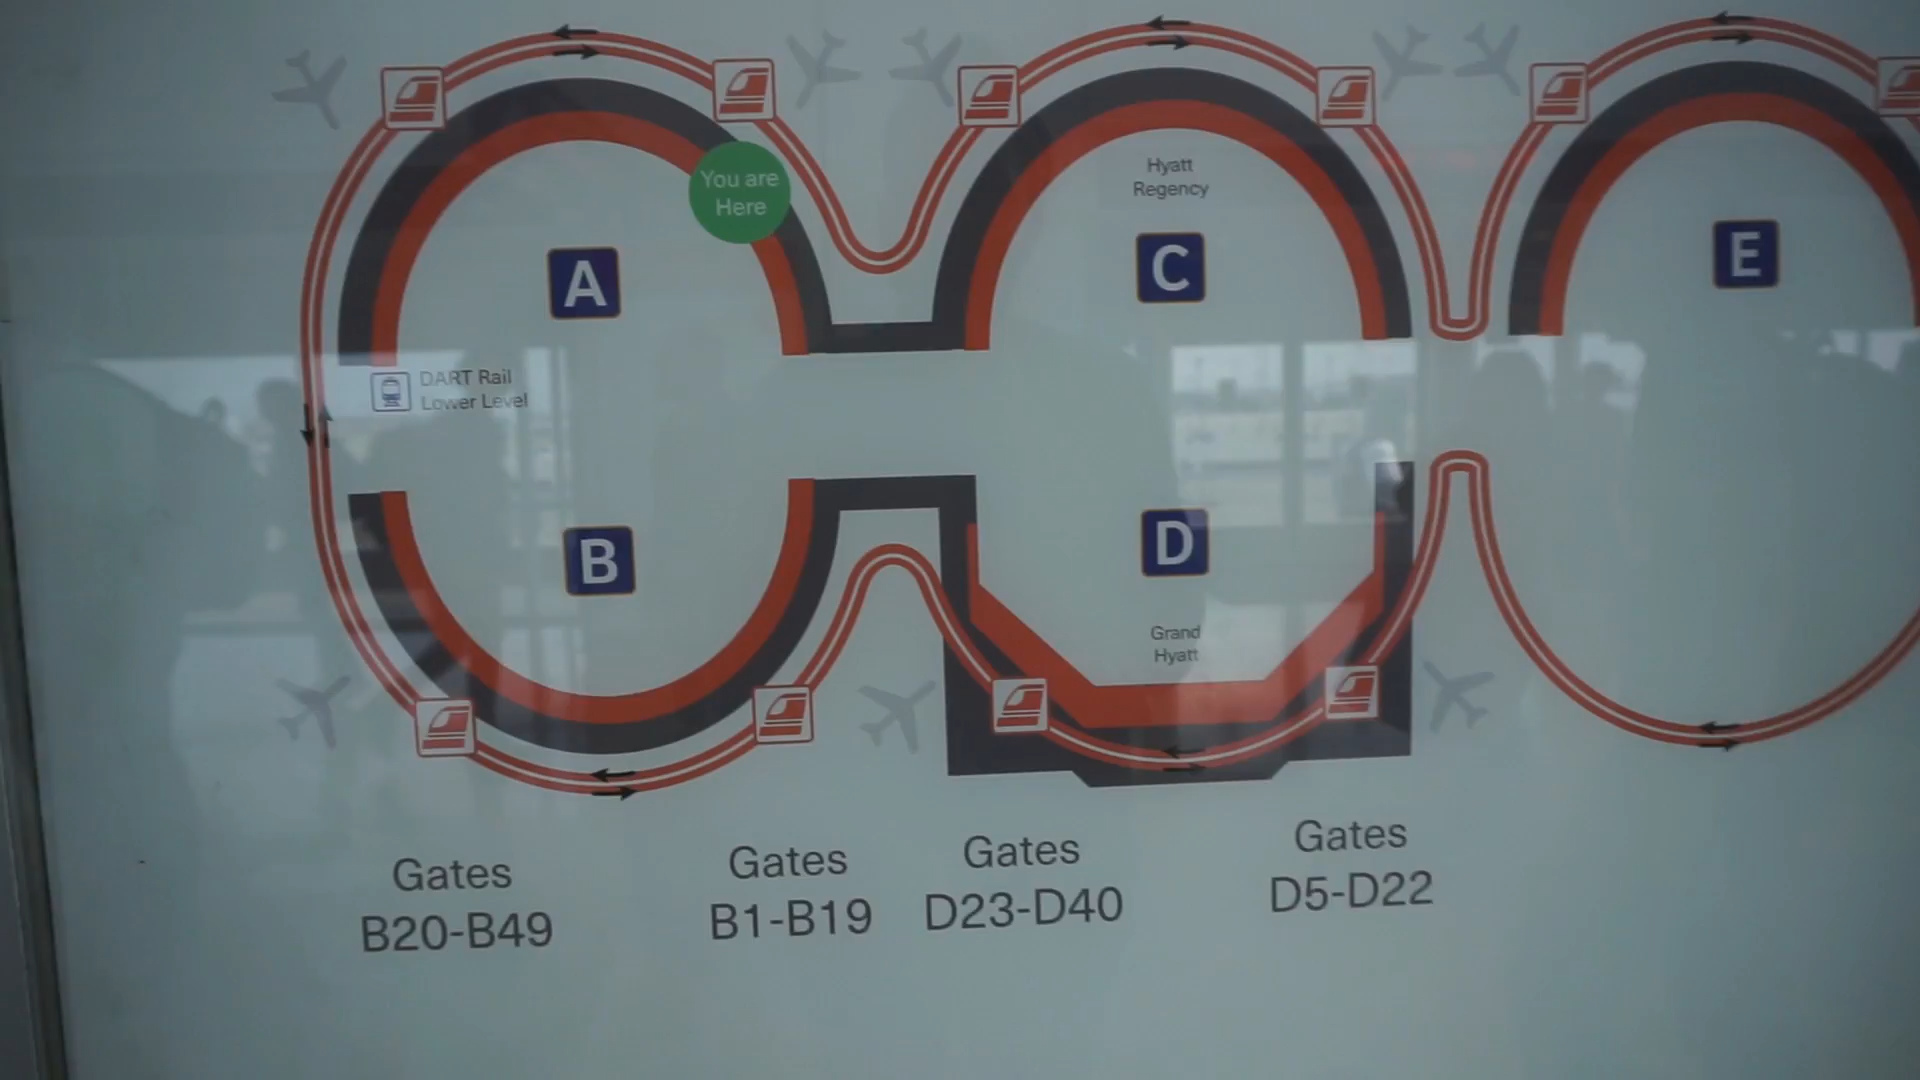 You are
Here
Hyatt
Regency
A
C
E
DART Rail
Lower Level
B
D
Grand
Hyatt
Gates
B20-B49
Gates
B1-B19
Gates
D23-D40
Gates
D5-D22